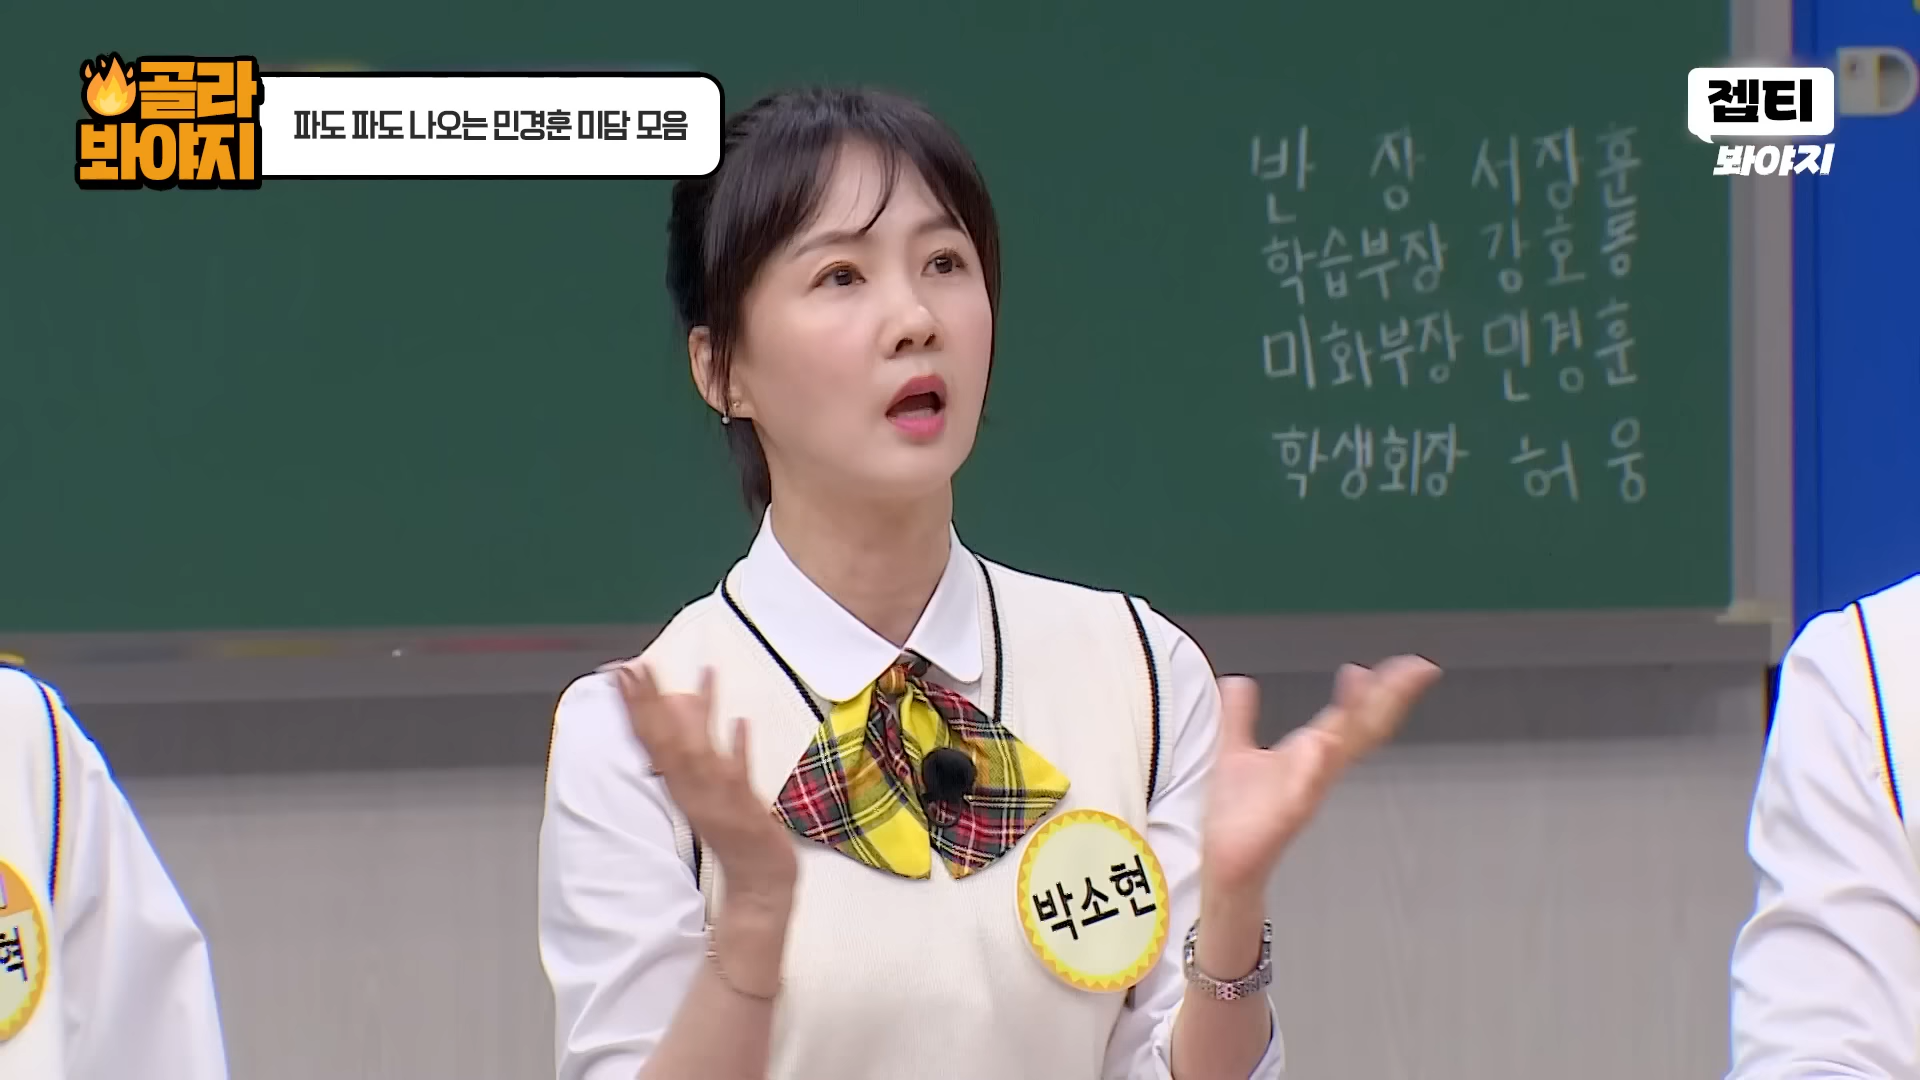 골라
봐야지
파도 파도 나오는 민경훈 미담 모음
젭티
봐야지
반 장 서장훈
학습부장 강호동
미화부장 민경훈
학생회장 허웅
박소현
혁